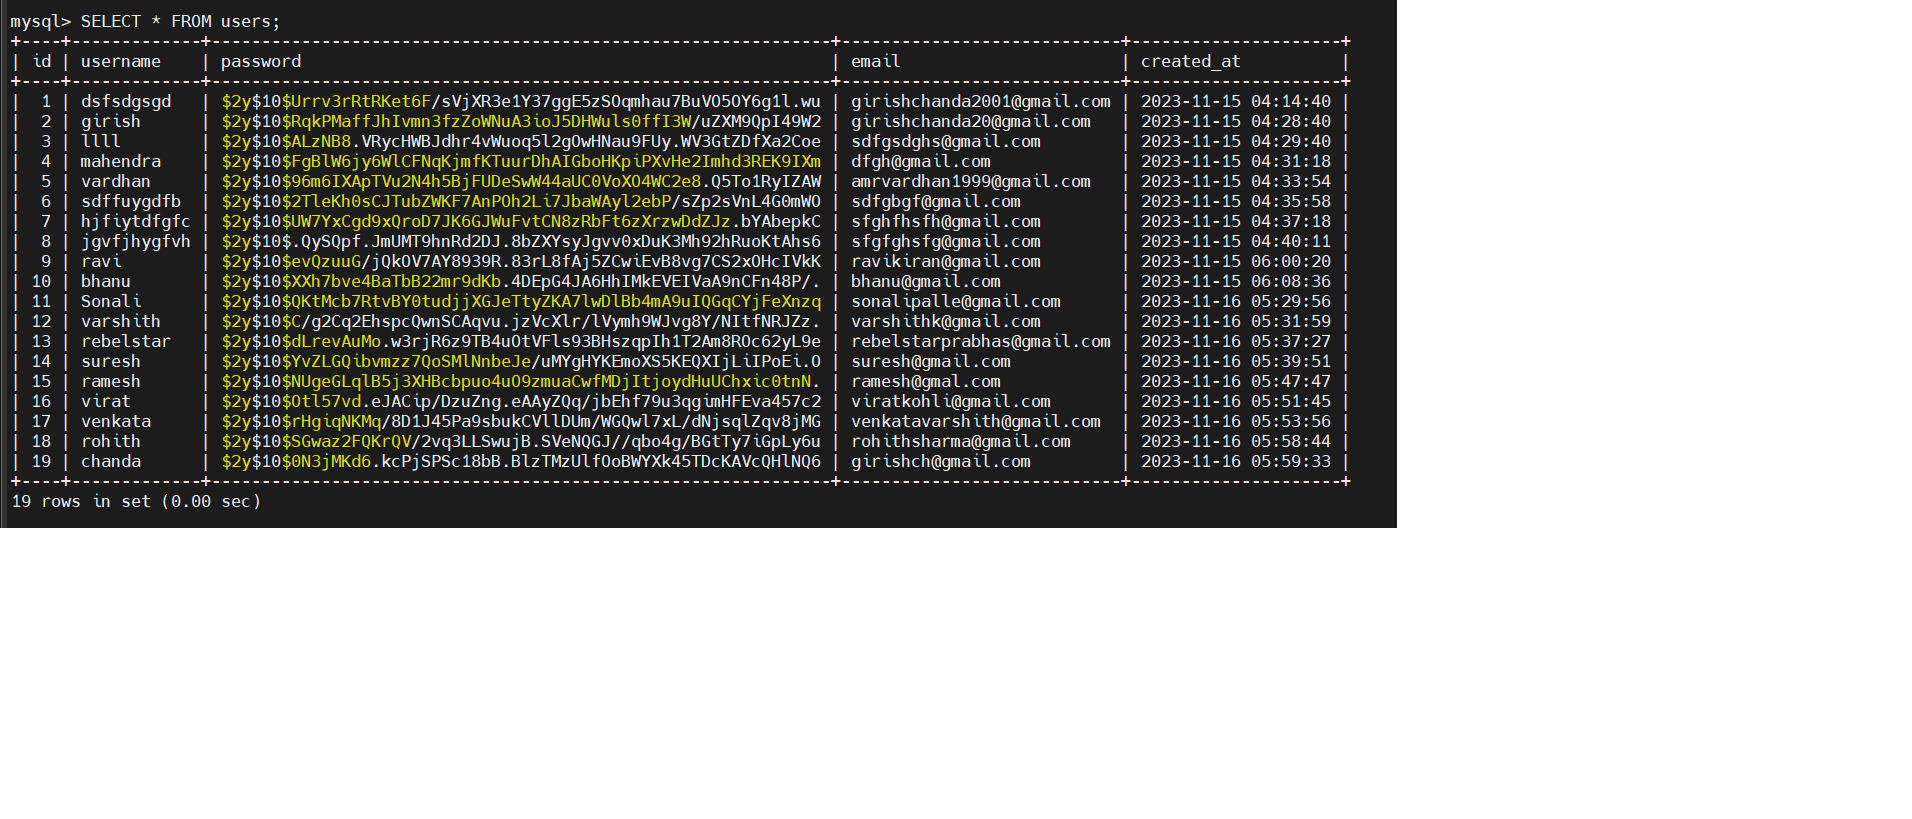 mysql> SELECT * FROM users;
+----+-------------+--------------------------------------------------------------+----------------------------+---------------------+
| id | username    | password                                                     | email                      | created_at          |
+----+-------------+--------------------------------------------------------------+----------------------------+---------------------+
|  1 | dsfsdgsgd   | $2y$10$Urrv3rRtRKet6F/sVjXR3e1Y37ggE5zSOqmhau7BuVO5OY6g1l.wu | girishchanda2001@gmail.com | 2023-11-15 04:14:40 |
|  2 | girish      | $2y$10$RqkPMaffJhIvmn3fzZoWNuA3ioJ5DHWuls0ffI3W/uZXM9QpI49W2 | girishchanda20@gmail.com   | 2023-11-15 04:28:40 |
|  3 | llll        | $2y$10$ALzNB8.VRycHWBJdhr4vWuoq5l2gOwHNau9FUy.WV3GtZDfXa2Coe | sdfgsdghs@gmail.com        | 2023-11-15 04:29:40 |
|  4 | mahendra    | $2y$10$FgBlW6jy6WlCFNqKjmfKTuurDhAIGboHKpiPXvHe2Imhd3REK9IXm | dfgh@gmail.com             | 2023-11-15 04:31:18 |
|  5 | vardhan     | $2y$10$96m6IXApTVu2N4h5BjFUDeSwW44aUC0VoXO4WC2e8.Q5To1RyIZAW | amrvardhan1999@gmail.com   | 2023-11-15 04:33:54 |
|  6 | sdffuygdfb  | $2y$10$2TleKh0sCJTubZWKF7AnPOh2Li7JbaWAyl2ebP/sZp2sVnL4G0mWO | sdfgbgf@gmail.com          | 2023-11-15 04:35:58 |
|  7 | hjfiytdfgfc | $2y$10$UW7YxCgd9xQroD7JK6GJWuFvtCN8zRbFt6zXrzwDdZJz.bYAbepkC | sfghfhsfh@gmail.com        | 2023-11-15 04:37:18 |
|  8 | jgvfjhygfvh | $2y$10$.QySQpf.JmUMT9hnRd2DJ.8bZXYsyJgvv0xDuK3Mh92hRuoKtAhs6 | sfgfghsfg@gmail.com        | 2023-11-15 04:40:11 |
|  9 | ravi        | $2y$10$evQzuuG/jQkOV7AY8939R.83rL8fAj5ZCwiEvB8vg7CS2xOHcIVkK | ravikiran@gmail.com        | 2023-11-15 06:00:20 |
| 10 | bhanu       | $2y$10$XXh7bve4BaTbB22mr9dKb.4DEpG4JA6HhIMkEVEIVaA9nCFn48P/. | bhanu@gmail.com            | 2023-11-15 06:08:36 |
| 11 | Sonali      | $2y$10$QKtMcb7RtvBY0tudjjXGJeTtyZKA7lwDlBb4mA9uIQGqCYjFeXnzq | sonalipalle@gmail.com      | 2023-11-16 05:29:56 |
| 12 | varshith    | $2y$10$C/g2Cq2EhspcQwnSCAqvu.jzVcXlr/lVymh9WJvg8Y/NItfNRJZz. | varshithk@gmail.com        | 2023-11-16 05:31:59 |
| 13 | rebelstar   | $2y$10$dLrevAuMo.w3rjR6z9TB4uOtVFls93BHszqpIh1T2Am8ROc62yL9e | rebelstarprabhas@gmail.com | 2023-11-16 05:37:27 |
| 14 | suresh      | $2y$10$YvZLGQibvmzz7QoSMlNnbeJe/uMYgHYKEmoXS5KEQXIjLiIPoEi.O | suresh@gmail.com           | 2023-11-16 05:39:51 |
| 15 | ramesh      | $2y$10$NUgeGLqlB5j3XHBcbpuo4uO9zmuaCwfMDjItjoydHuUChxic0tnN. | ramesh@gmal.com            | 2023-11-16 05:47:47 |
| 16 | virat       | $2y$10$Otl57vd.eJACip/DzuZng.eAAyZQq/jbEhf79u3qgimHFEva457c2 | viratkohli@gmail.com       | 2023-11-16 05:51:45 |
| 17 | venkata     | $2y$10$rHgiqNKMq/8D1J45Pa9sbukCVllDUm/WGQwl7xL/dNjsqlZqv8jMG | venkatavarshith@gmail.com  | 2023-11-16 05:53:56 |
| 18 | rohith      | $2y$10$SGwaz2FQKrQV/2vq3LLSwujB.SVeNQGJ//qbo4g/BGtTy7iGpLy6u | rohithsharma@gmail.com     | 2023-11-16 05:58:44 |
| 19 | chanda      | $2y$10$0N3jMKd6.kcPjSPSc18bB.BlzTMzUlfOoBWYXk45TDcKAVcQHlNQ6 | girishch@gmail.com         | 2023-11-16 05:59:33 |
+----+-------------+--------------------------------------------------------------+----------------------------+---------------------+
19 rows in set (0.00 sec)